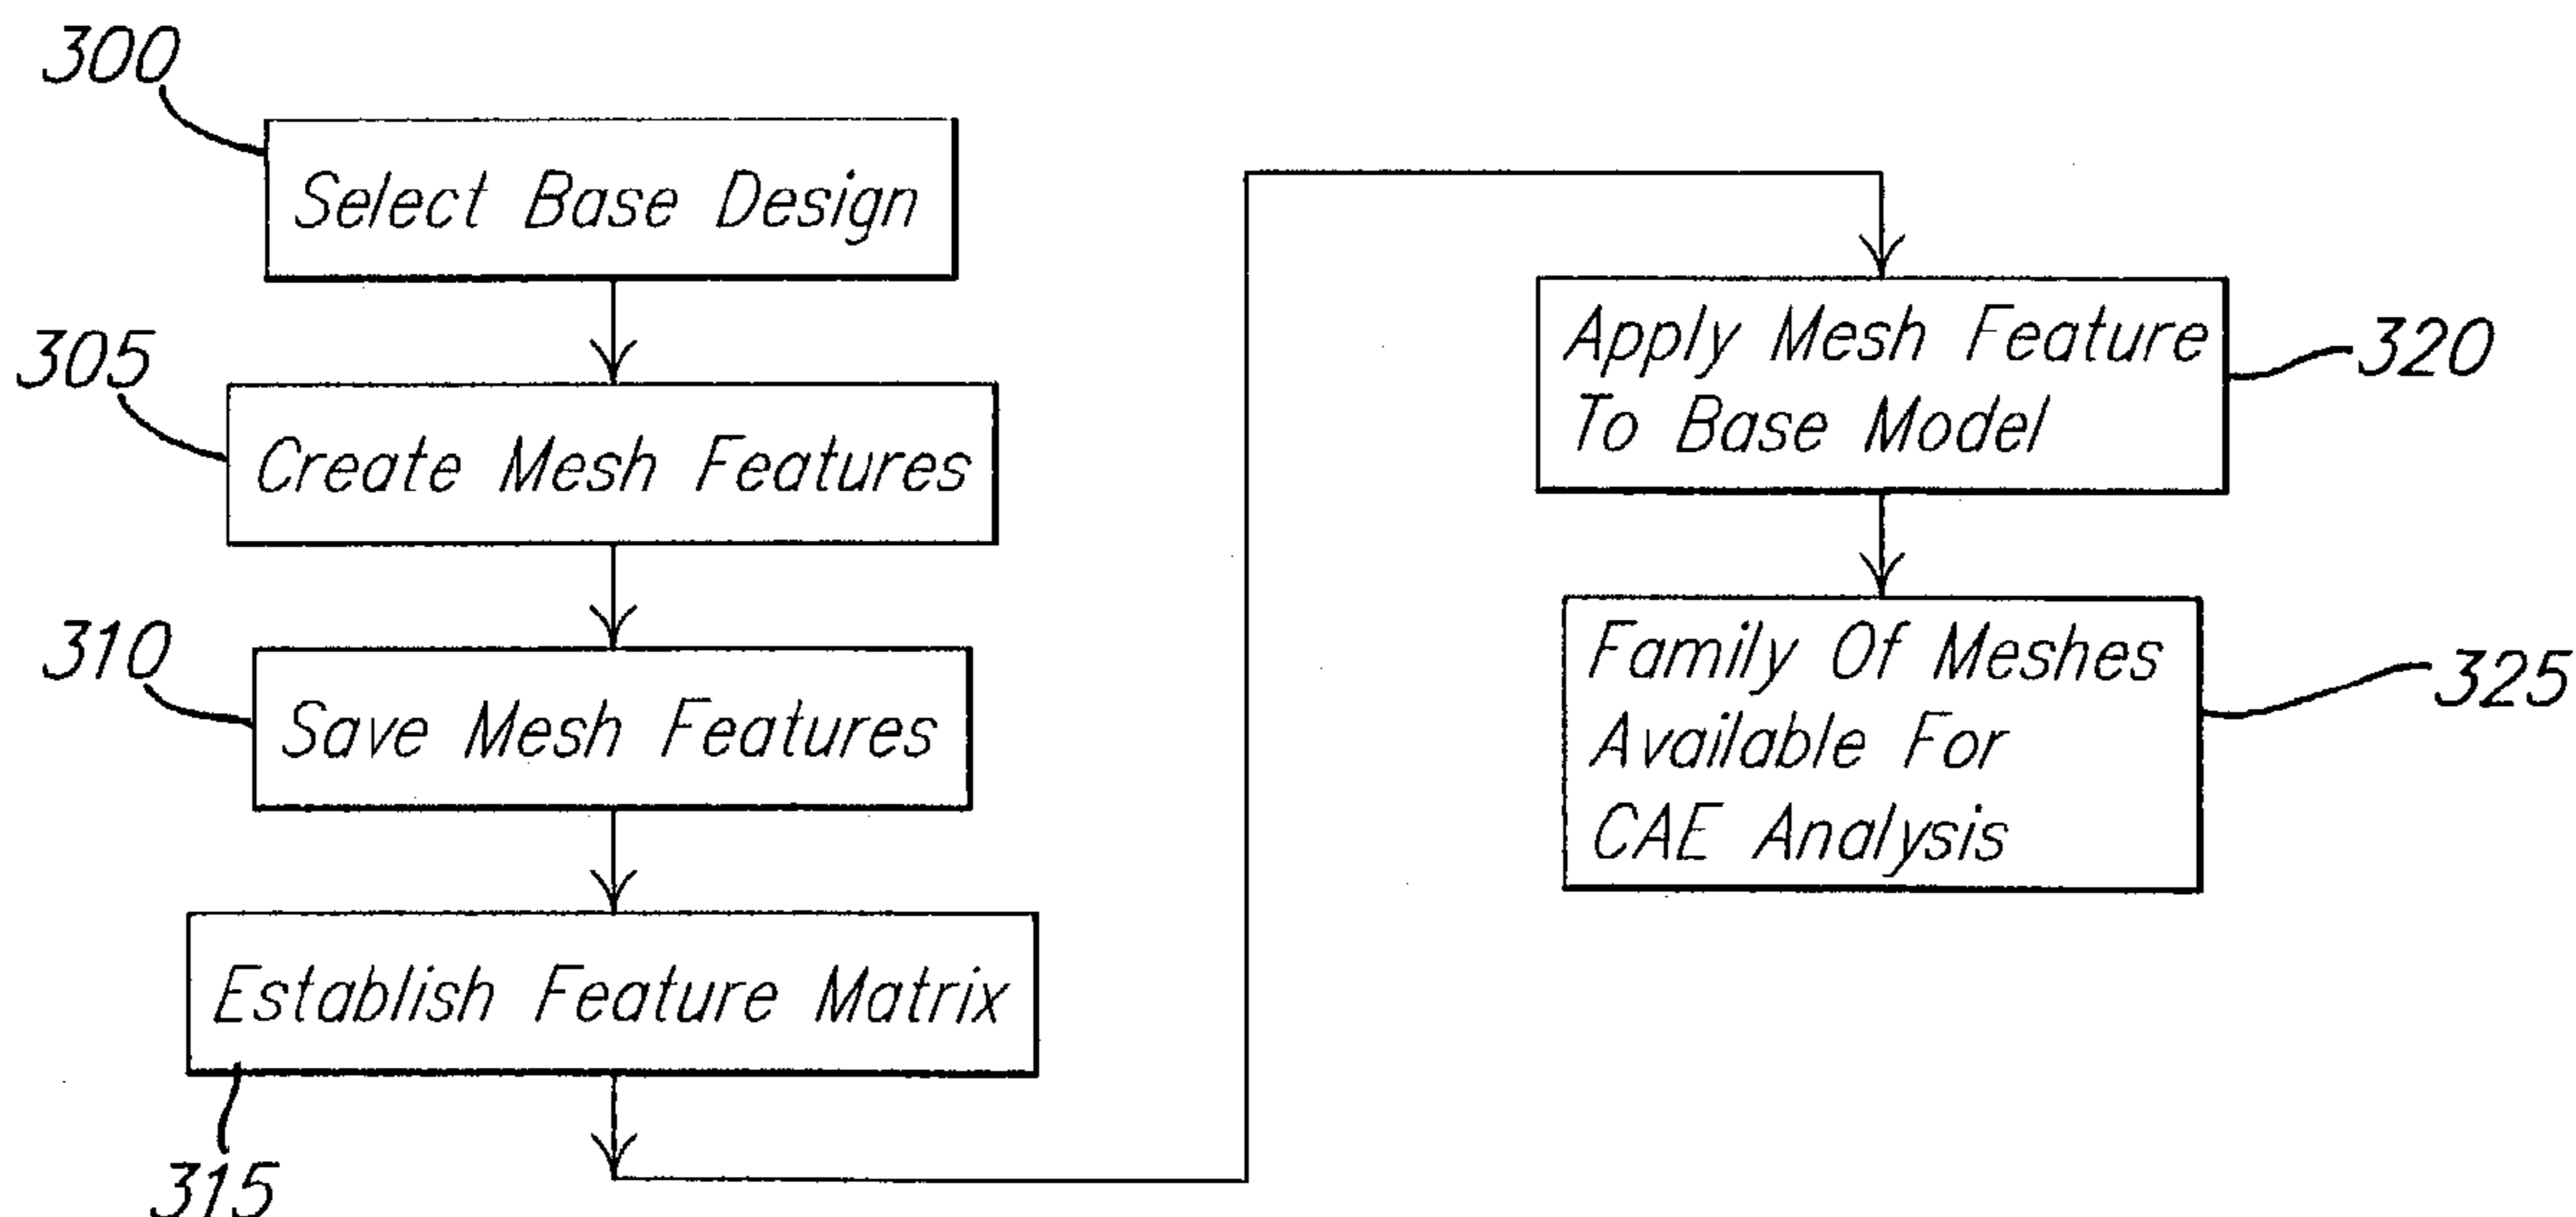 300
Select Base Design
305
Create Mesh Features
310
Save Mesh Features
Establish Feature Matrix
315
Apply Mesh Feature
To Base Model
320
Family Of Meshes
Available For
CAE Analysis
325